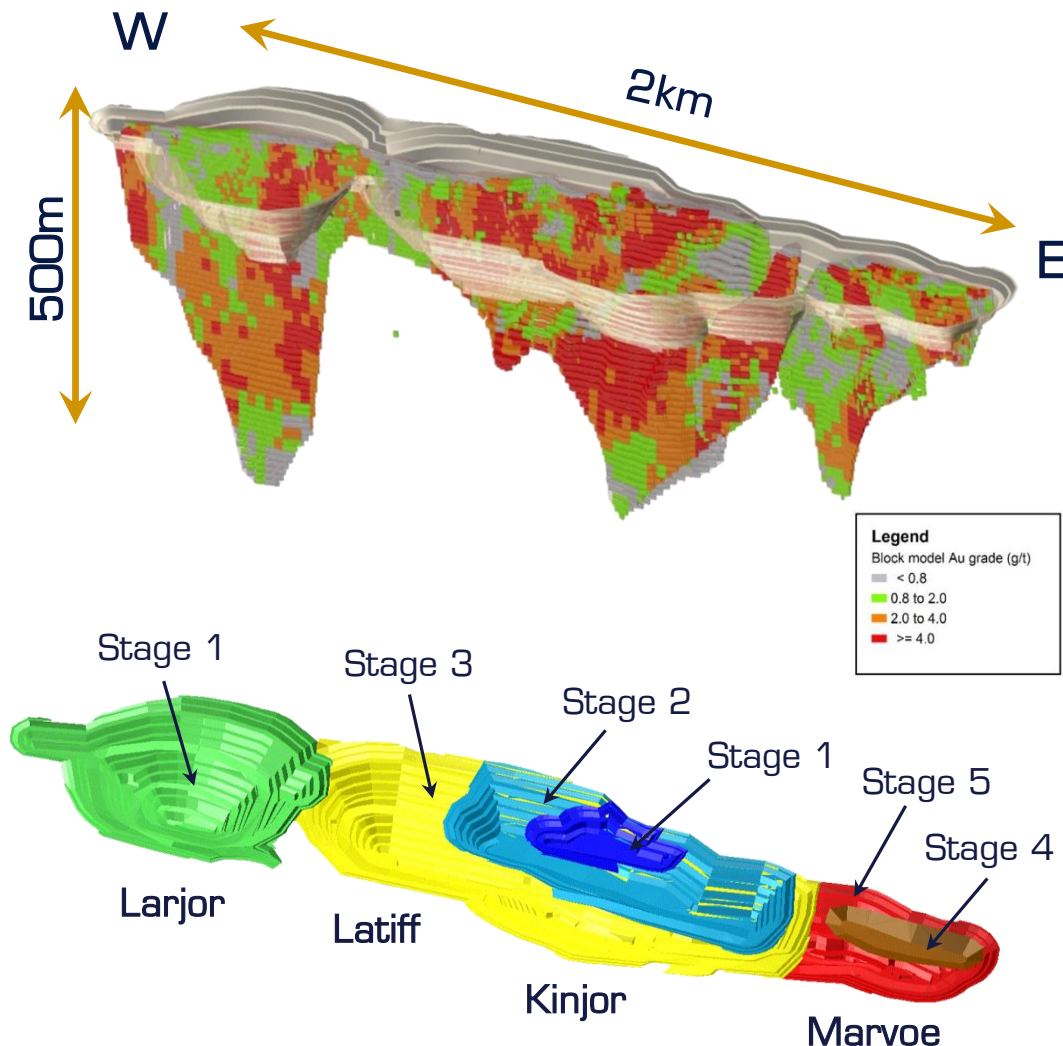 W
2km
500m
E
Legend
Block model Au grade (g/t)
< 0.8
0.8 to 2.0
2.0 to 4.0
>= 4.0
Stage 1
Stage 3
Stage 2
Stage 1
Stage 5
Stage 4
Larjor
Latiff
Kinjor
Marvoe